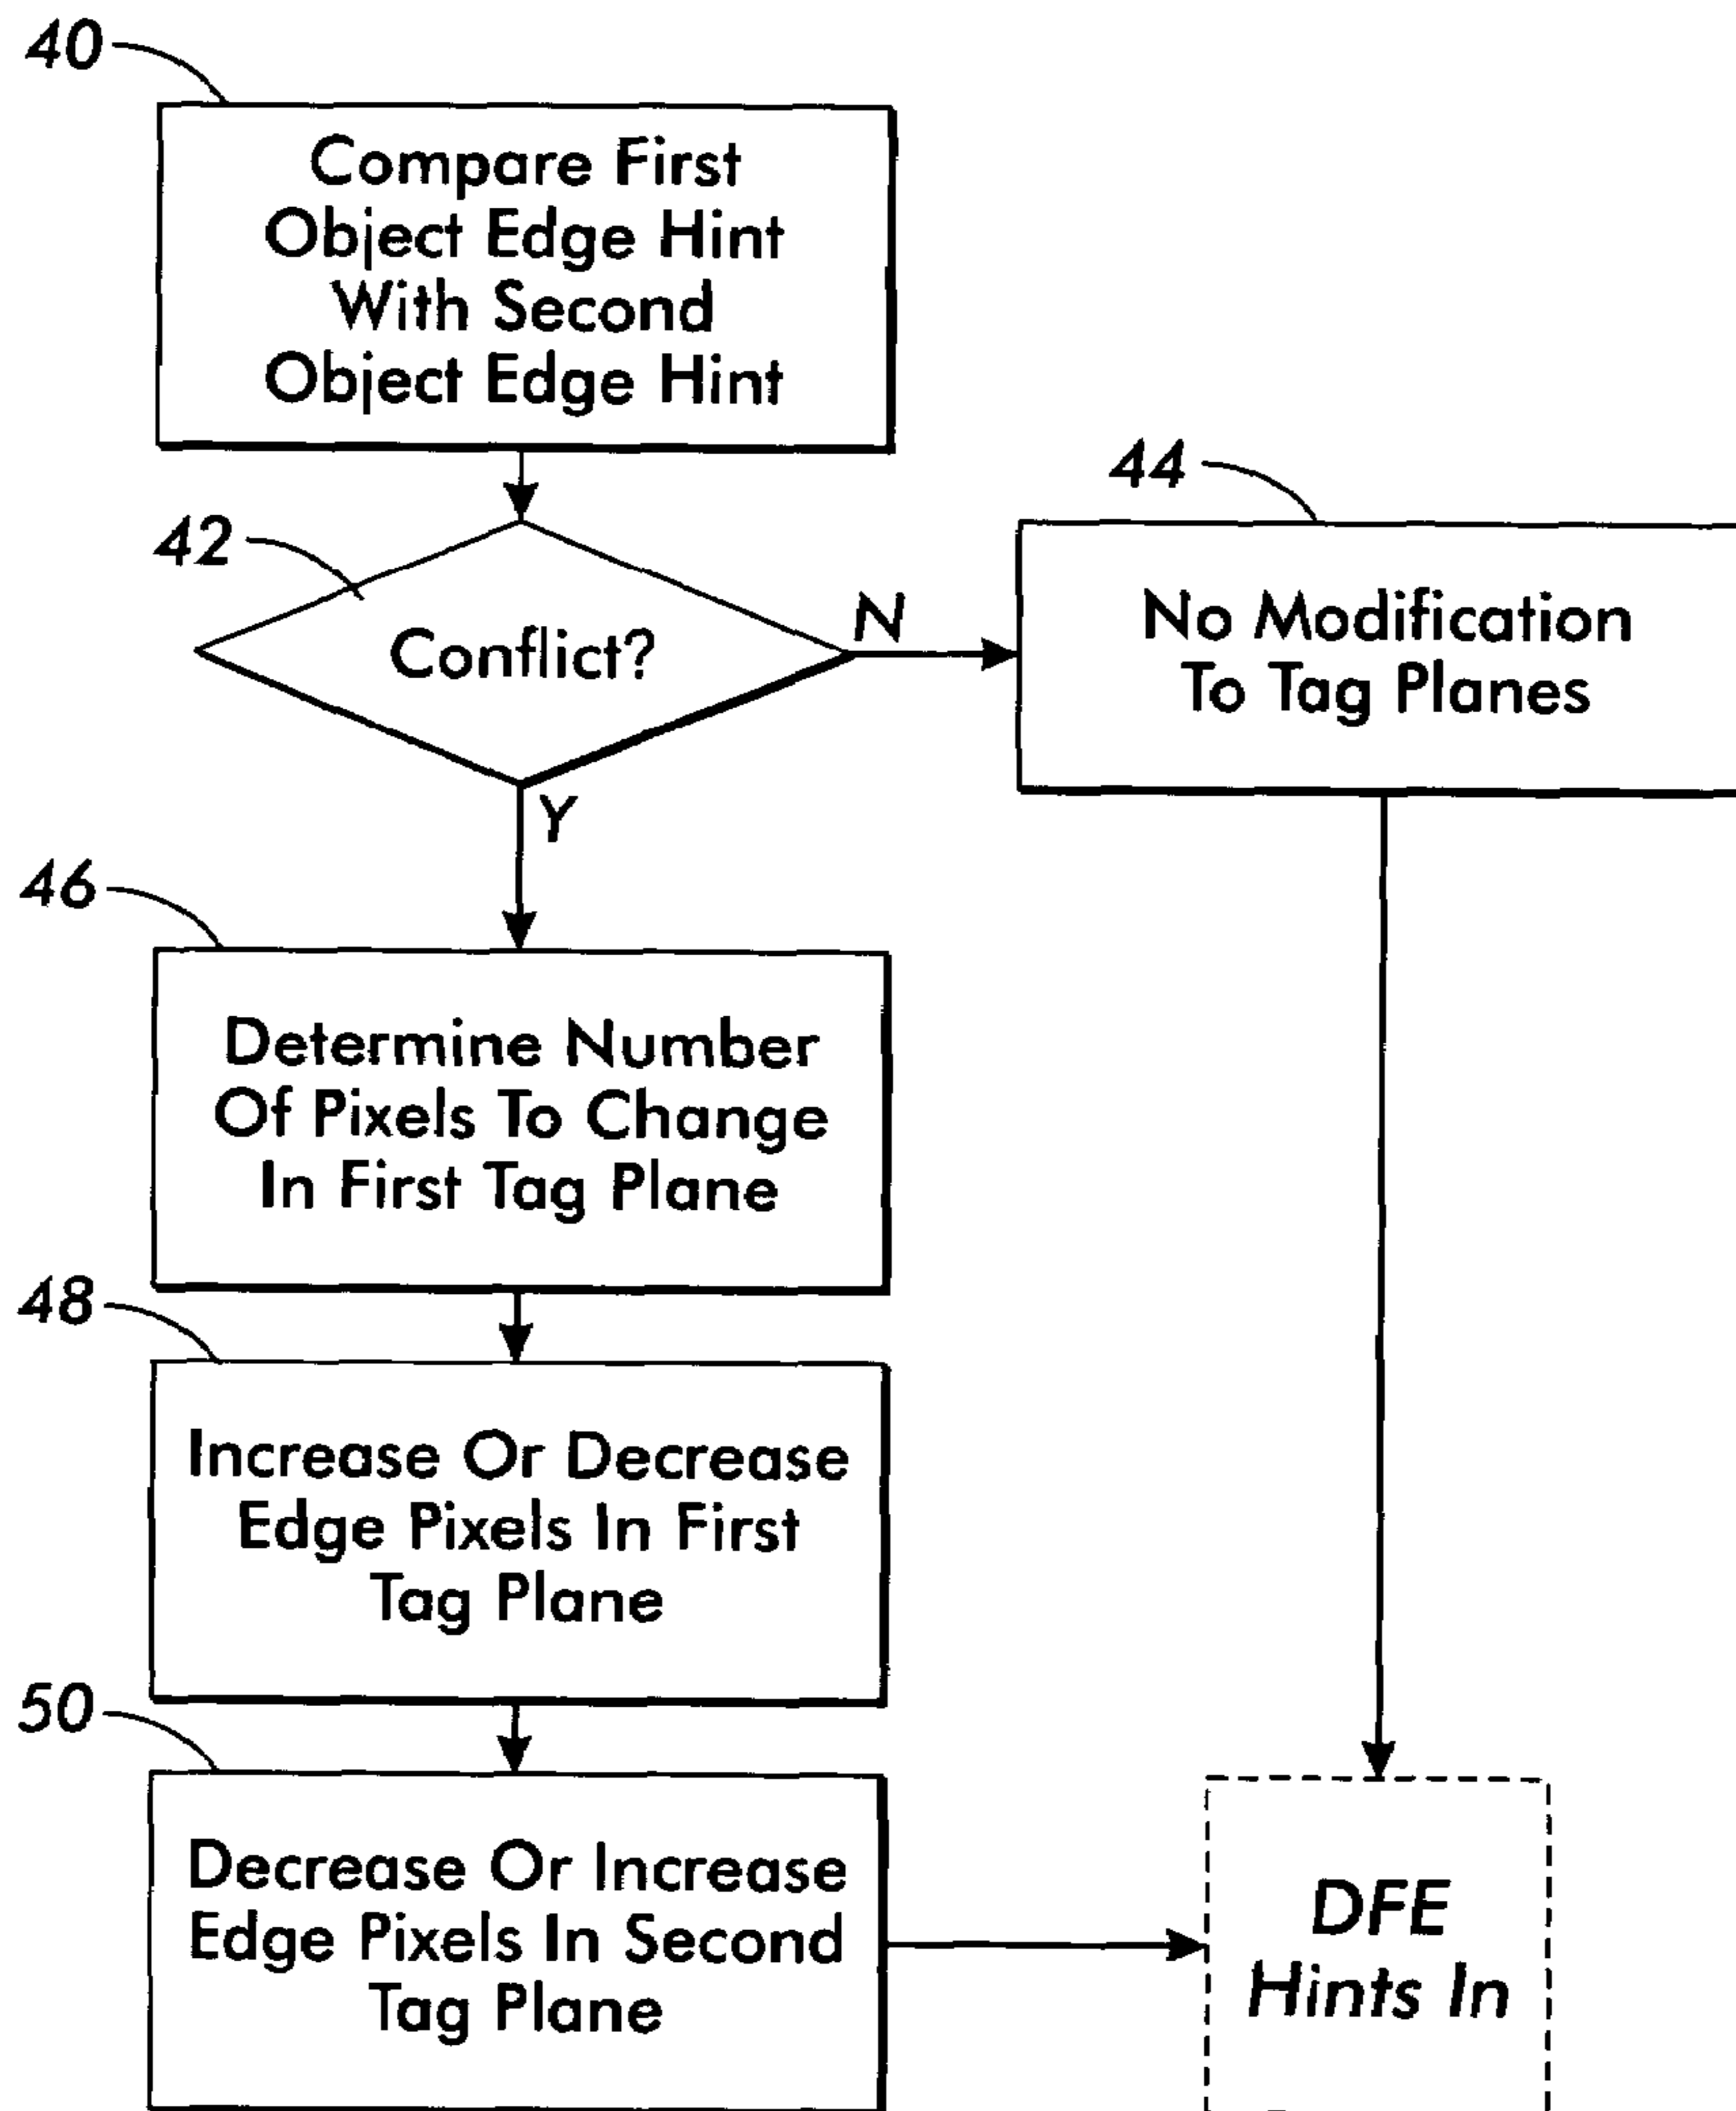 40
Compare First
Object Edge Hint
With Second
Object Edge Hint
42
Conflict?
N
44
No Modification
To Tag Planes
Y
46
Determine Number
Of Pixels To Change
In First Tag Plane
48
Increase Or Decrease
Edge Pixels In First
Tag Plane
50
Decrease Or Increase
Edge Pixels In Second
Tag Plane
DFE
Hints In